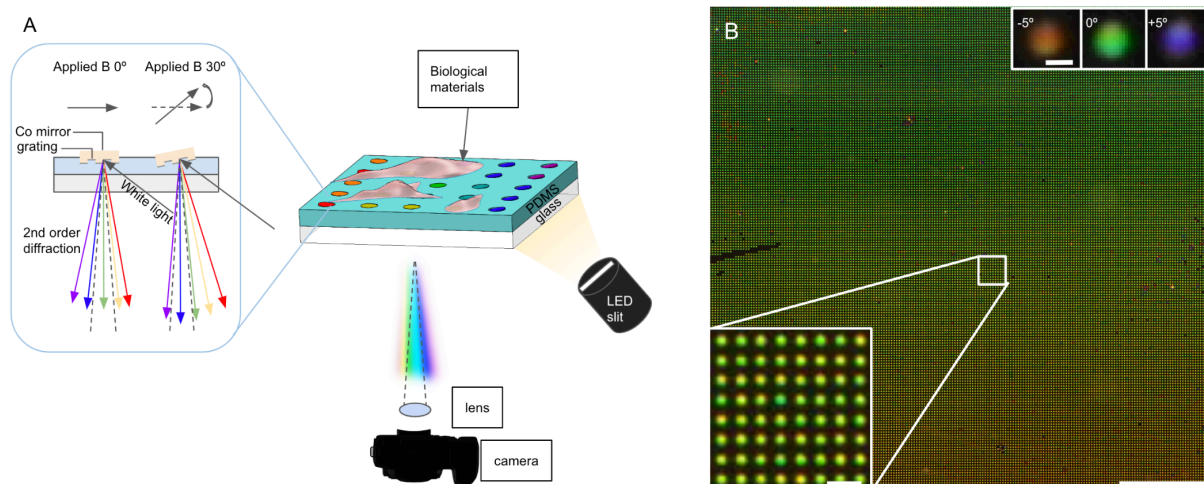 A
Applied B 0º
Applied B 30º
Co mirror
grating
White light
2nd order
diffraction
Biological
materials
PDMS
glass
LED
slit
lens
camera
B
-5º
0º
+5º